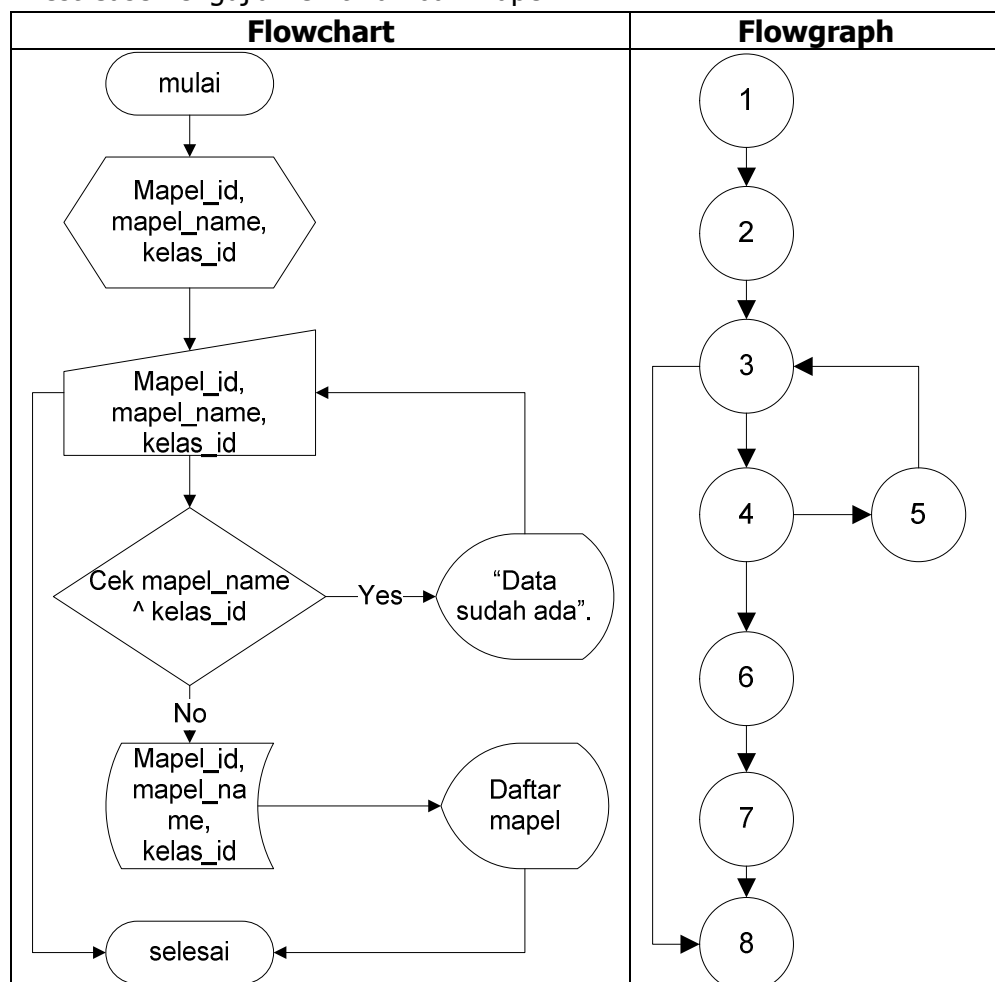 Flowchart
Flowgraph
mulai
Mapel_id,
mapel_name,
kelas_id
Mapel_id,
mapel_name,
kelas_id
Cek mapel_name
^ kelas_id
Yes
“Data
sudah ada”.
No
Mapel_id,
mapel_na
me,
kelas_id
Daftar
mapel
selesai
1
2
3
4
5
6
7
8